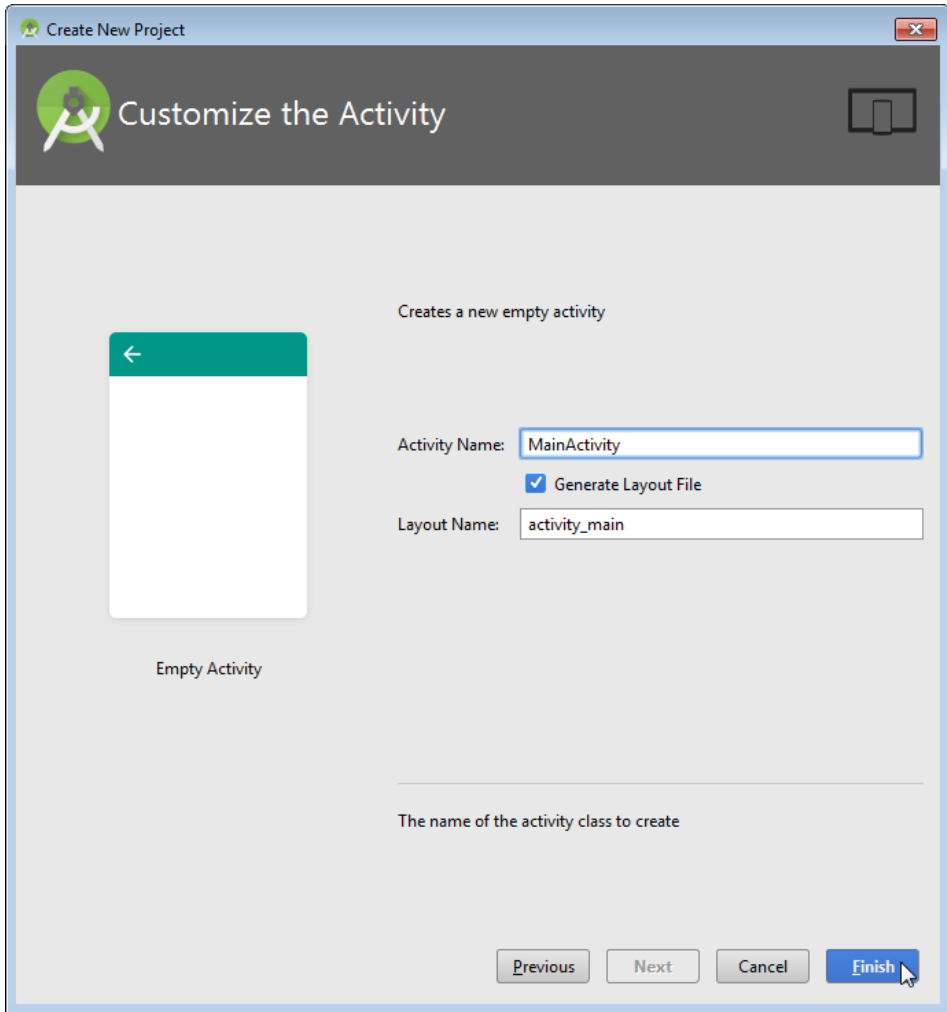 Create New Project
Customize the Activity
Creates a new empty activity
Activity Name: MainActivity
Generate Layout File
Layout Name: activity_main
Empty Activity
The name of the activity class to create
Previous Next Cancel Finish